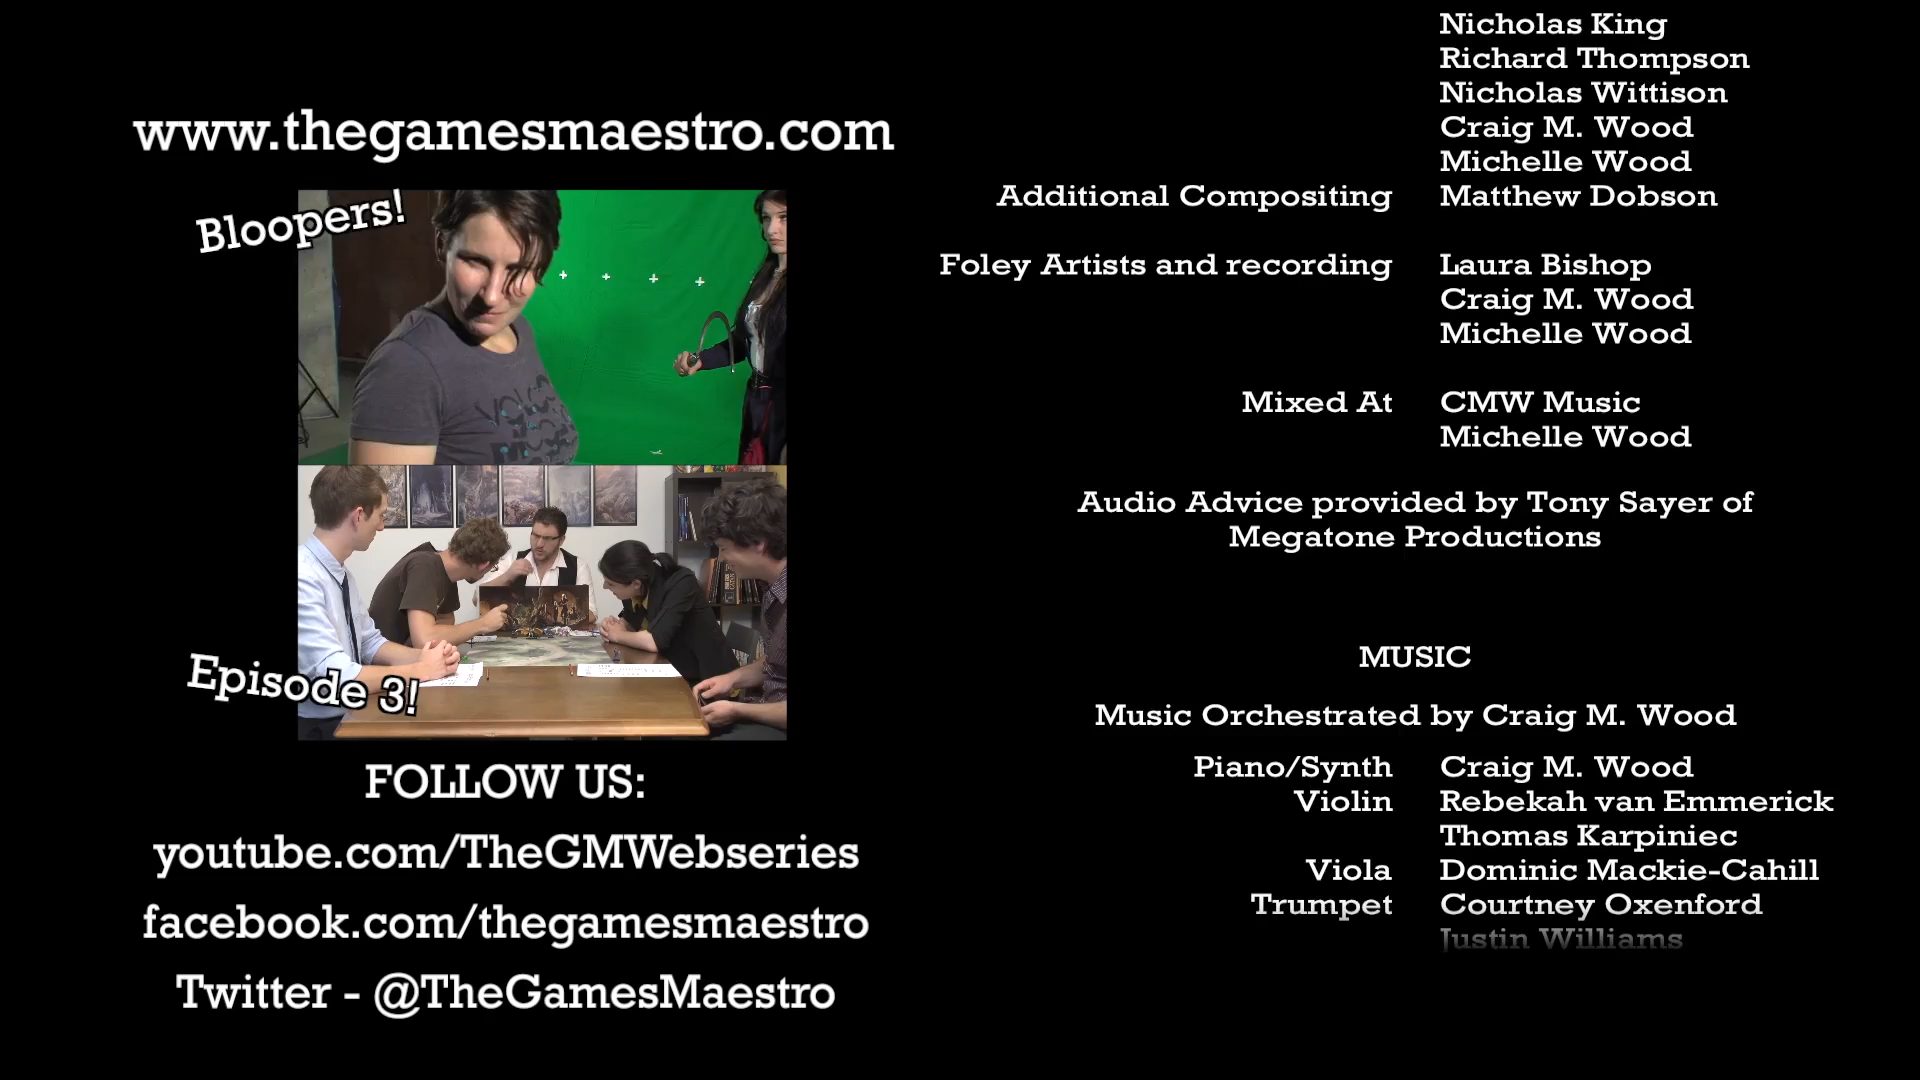 www.thegamesmaestro.com
Bloopers!
Episode 3!
FOLLOW US:
youtube.com/TheGMWebseries
facebook.com/thegamesmaestro
Twitter - @TheGamesMaestro
Nicholas King
Richard Thompson
Nicholas Wittison
Craig M. Wood
Michelle Wood
Additional Compositing Matthew Dobson
Foley Artists and recording Laura Bishop
Craig M. Wood
Michelle Wood
Mixed At CMW Music
Michelle Wood
Audio Advice provided by Tony Sayer of
Megatone Productions
MUSIC
Music Orchestrated by Craig M. Wood
Piano/Synth Craig M. Wood
Violin Rebekah van Emmerick
Thomas Karpiniec
Viola Dominic Mackie-Cahill
Trumpet Courtney Oxenford
Justin Williams